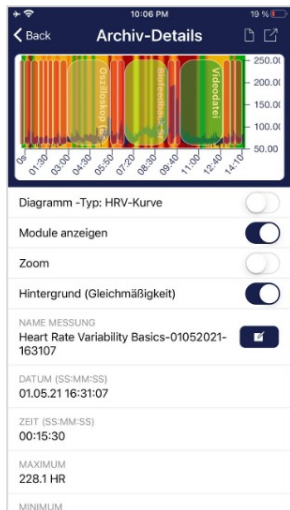 10:06 PM
19 %
Back
Archiv-Details
Oszilloskop
Videodatei
250.00
200.00
150.00
100.00
50.00
0s
01:30
03:00
04:30
05:50
07:20
08:30
09:40
11:00
12:40
14:10
Diagramm -Typ: HRV-Kurve
Module anzeigen
Zoom
Hintergrund (Gleichmäßigkeit)
NAME MESSUNG
Heart Rate Variability Basics-01052021-
163107
DATUM (SS:MM:SS)
01.05.21 16:31:07
ZEIT (SS:MM:SS)
00:15:30
MAXIMUM
228.1 HR
MINIMUM